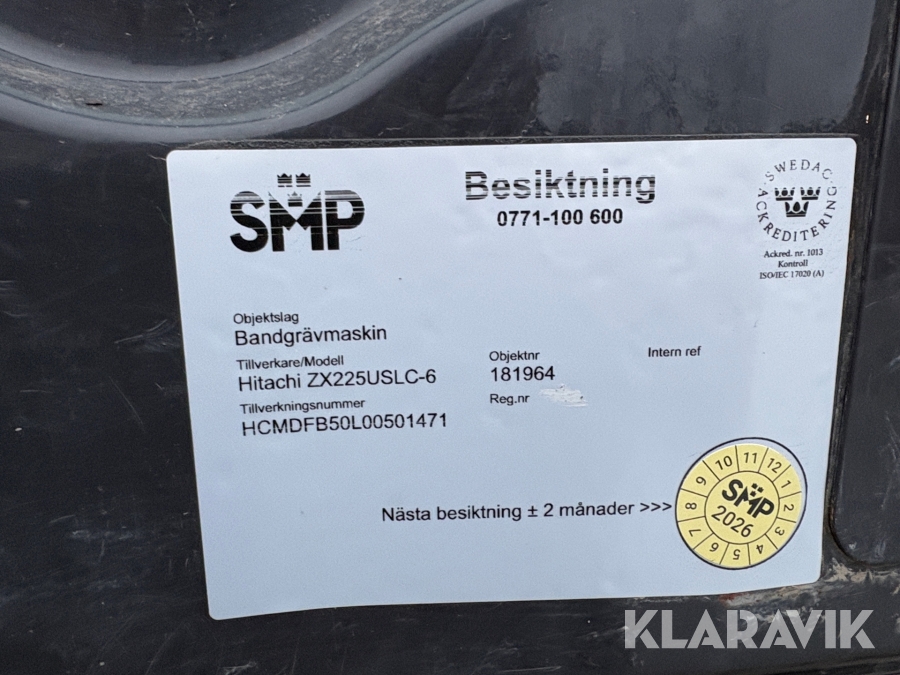 SMP
Besiktning
0771-100 600
SWEDAC
ACKREDITERING
Ackred. nr. 1013
Kontroll
ISO/IEC 17020 (A)
Objektslag
Bandgrävmaskin
Tillverkare/Modell
Hitachi ZX225USLC-6
Tillverkningsnummer
HCMDFB50L00501471
Objektnr
181964
Reg.nr
Intern ref
Nästa besiktning ± 2 månader >>>
1 2 3 4 5 6 7 8 9 10 11 12
SMP
2026
KLARAVIK